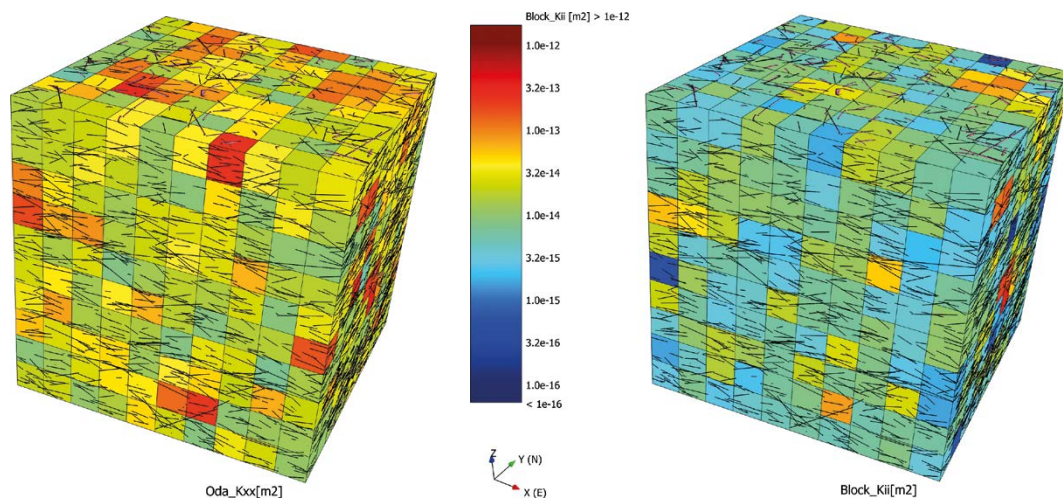 Block_Kii [m2] > 1e-12
1.0e-12
3.2e-13
1.0e-13
3.2e-14
1.0e-14
3.2e-15
1.0e-15
3.2e-16
1.0e-16
< 1e-16
Z
Y (N)
X (E)
Oda_Kxx[m2]
Block_Kii[m2]